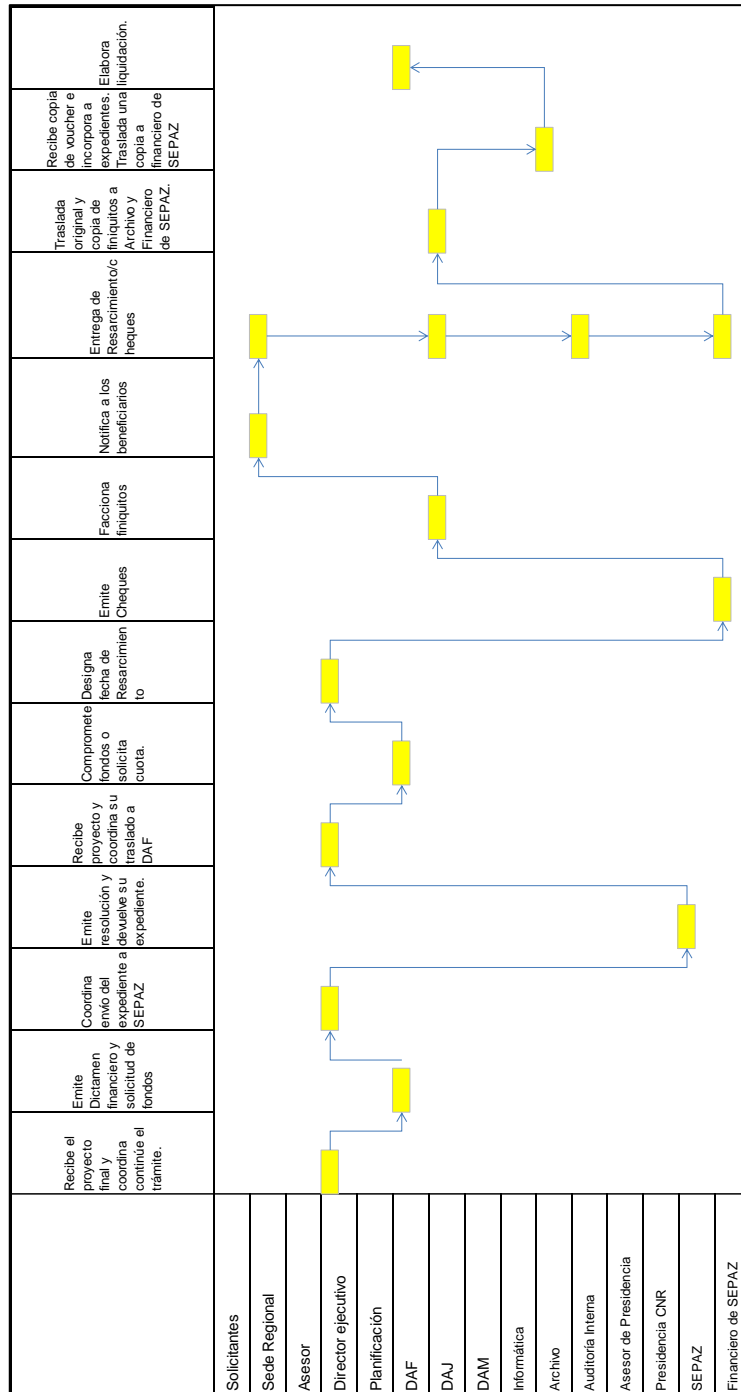 Recibe el
proyecto
final y
coordina
continúe el
trámite.
Emite
Dictamen
financiero y
solicitud de
fondos
Coordina
envío del
expediente a
SEPAZ
Emite
resolución y
devuelve su
expediente.
Recibe
proyecto y
coordina su
traslado a
DAF
Compromete
fondos o
solicita
cuota.
Designa
fecha de
Resarcimien
to
Emite
Cheques
Facciona
finiquitos
Notifica a los
beneficiarios
Entrega de
Resarcimiento/c
heques
Traslada
original y
copia de
finiquitos a
Archivo y
Financiero
de SEPAZ.
Recibe copia
de voucher e
incorpora a
expedientes.
Traslada una
copia a
financiero de
SEPAZ
Elabora
liquidación.
Solicitantes
Sede Regional
Asesor
Director ejecutivo
Planificación
DAF
DAJ
DAM
Informática
Archivo
Auditoría Interna
Asesor de Presidencia
Presidencia CNR
SEPAZ
Financiero de SEPAZ